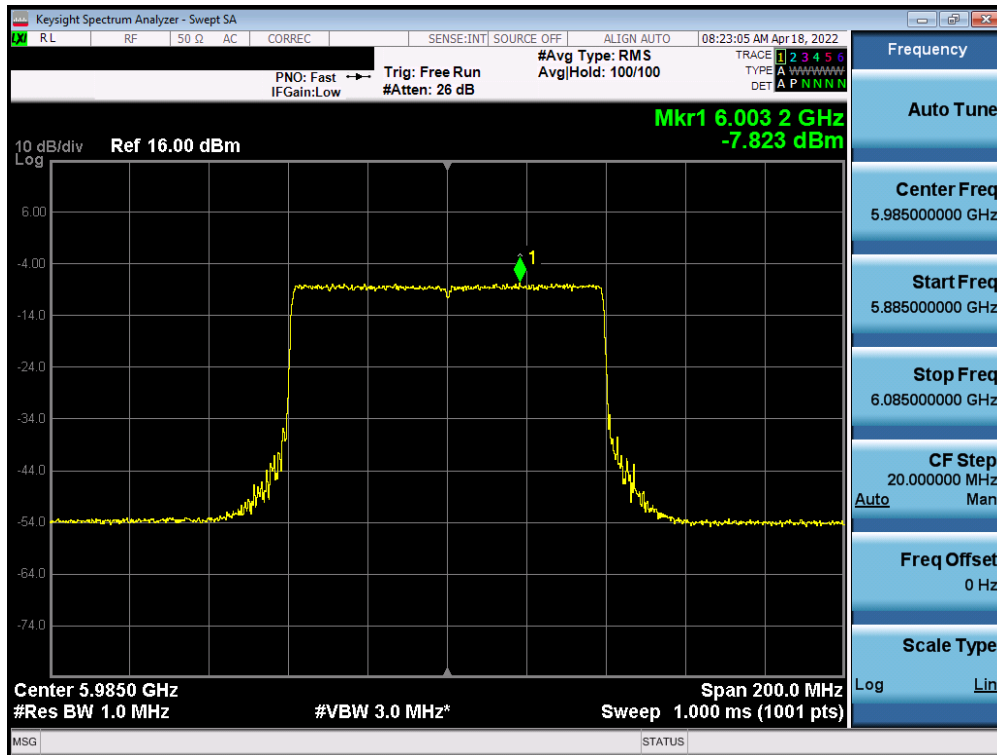 Keysight Spectrum Analyzer - Swept SA
LXI RL RF 50 Ω AC CORREC SENSE:INT SOURCE OFF ALIGN AUTO 08:23:05 AM Apr 18, 2022
#Avg Type: RMS
TRACE 1 2 3 4 5 6
PNO: Fast
Trig: Free Run
Avg|Hold: 100/100
TYPE A WWWWW
IFGain:Low
#Atten: 26 dB
DET A P N N N N
Mkr1 6.003 2 GHz
-7.823 dBm
10 dB/div
Ref 16.00 dBm
Log
6.00
-4.00
-14.0
-24.0
-34.0
-44.0
-54.0
-64.0
-74.0
1
Center 5.9850 GHz
Span 200.0 MHz
#Res BW 1.0 MHz
#VBW 3.0 MHz*
Sweep 1.000 ms (1001 pts)
MSG
STATUS
Frequency
Auto Tune
Center Freq
5.985000000 GHz
Start Freq
5.885000000 GHz
Stop Freq
6.085000000 GHz
CF Step
20.000000 MHz
Auto Man
Freq Offset
0 Hz
Scale Type
Log Lin